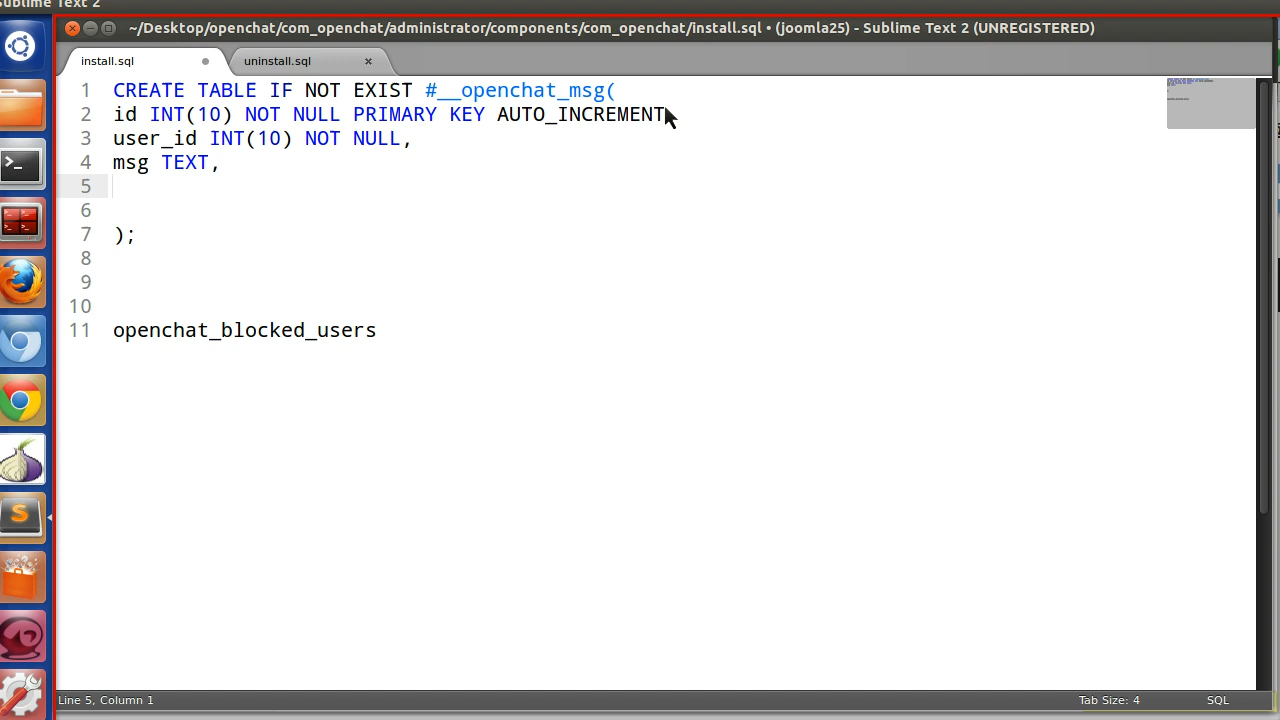 Sublime Text 2
~/Desktop/openchat/com_openchat/administrator/components/com_openchat/install.sql • (joomla25) - Sublime Text 2 (UNREGISTERED)
install.sql
uninstall.sql
1 CREATE TABLE IF NOT EXIST #__openchat_msg(
2 id INT(10) NOT NULL PRIMARY KEY AUTO_INCREMENT
3 user_id INT(10) NOT NULL,
4 msg TEXT,
5
6
7 );
8
9
10
11 openchat_blocked_users
Line 5, Column 1
Tab Size: 4
SQL